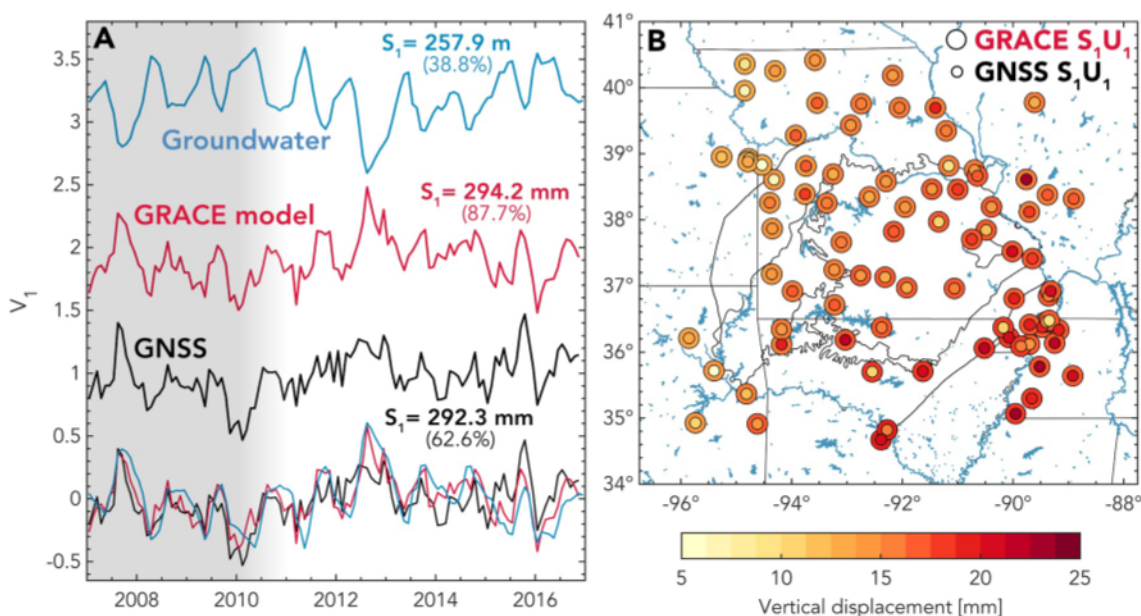 A
S1= 257.9 m
(38.8%)
Groundwater
S1= 294.2 mm
(87.7%)
GRACE model
GNSS
S1= 292.3 mm
(62.6%)
V1
3.5
3
2.5
2
1.5
1
0.5
0
-0.5
2008 2010 2012 2014 2016
B
GRACE S1U1
GNSS S1U1
41°
40°
39°
38°
37°
36°
35°
34°
-96° -94° -92° -90° -88°
5 10 15 20 25
Vertical displacement [mm]